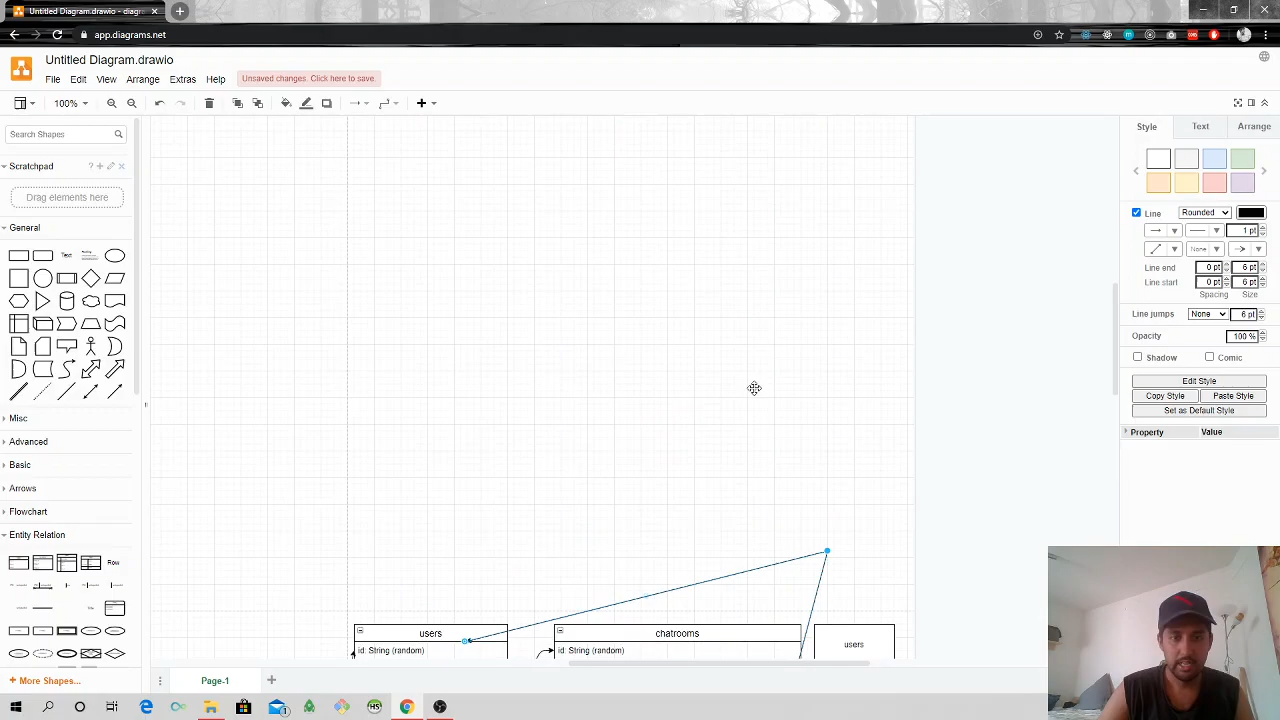 Untitled Diagram.drawio - diagra
app.diagrams.net
Untitled Diagram.drawio
File Edit View Arrange Extras Help
Unsaved changes. Click here to save.
100%
Search Shapes
Scratchpad
Drag elements here
General
Text
Misc
Advanced
Basic
Arrows
Flowchart
Entity Relation
Row
Title
+ More Shapes...
users
id: String (random)
chatrooms
id: String (random)
users
Page-1
Style Text Arrange
Line Rounded
1 pt
None
Line end 0 pt 6 pt
Line start 0 pt 6 pt
Spacing Size
Line jumps None 6 pt
Opacity 100 %
Shadow Comic
Edit Style
Copy Style Paste Style
Set as Default Style
Property Value